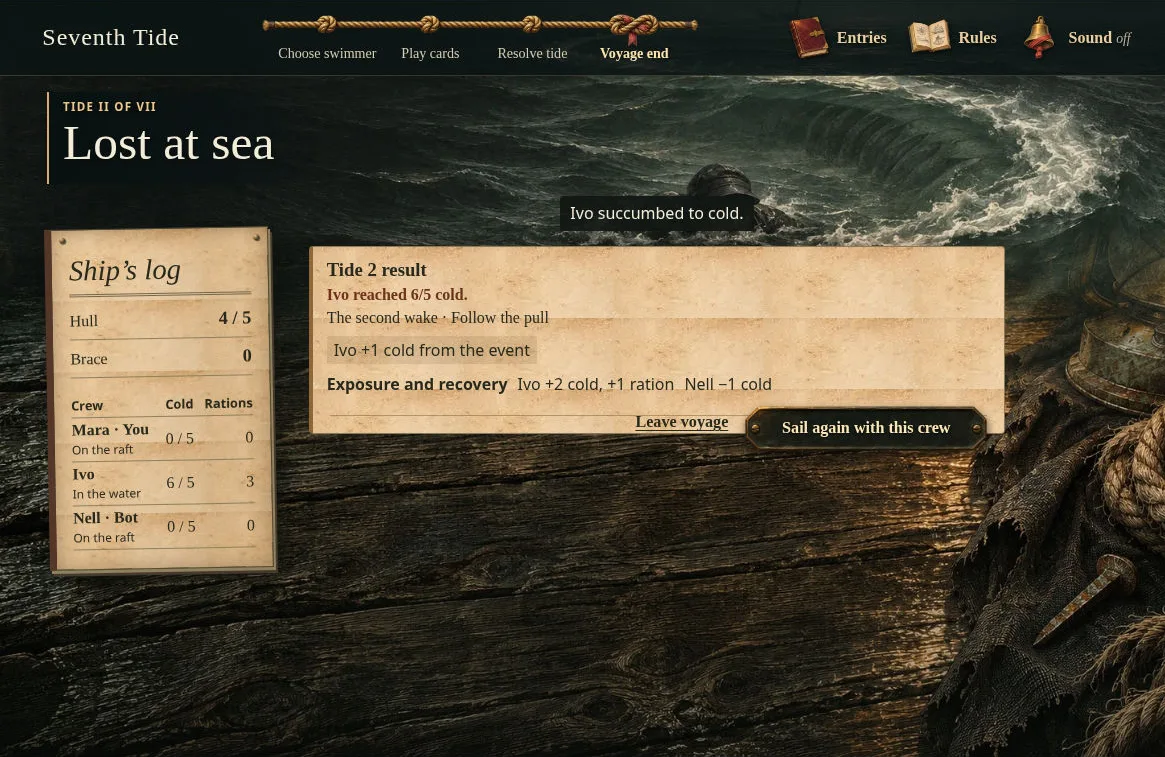 Seventh Tide
Choose swimmer
Play cards
Resolve tide
Voyage end
Entries
Rules
Sound off
TIDE II OF VII
Lost at sea
Ivo succumbed to cold.
Ship’s log
Hull 4 / 5
Brace 0
Crew Cold Rations
Mara · You 0 / 5 0
On the raft
Ivo 6 / 5 3
In the water
Nell · Bot 0 / 5 0
On the raft
Tide 2 result
Ivo reached 6/5 cold.
The second wake · Follow the pull
Ivo +1 cold from the event
Exposure and recovery Ivo +2 cold, +1 ration Nell −1 cold
Leave voyage
Sail again with this crew